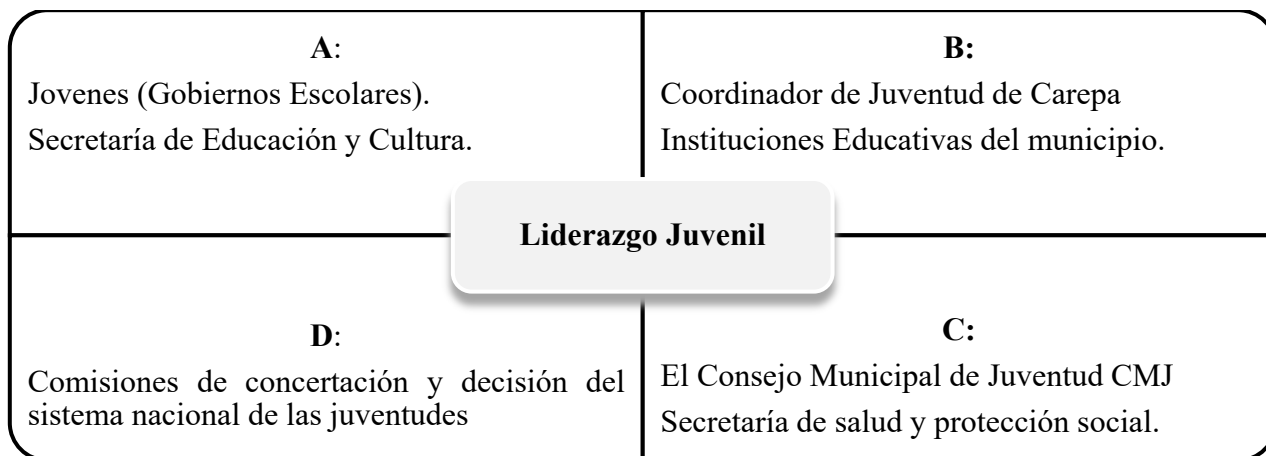 A:
Jovenes (Gobiernos Escolares).
Secretaría de Educación y Cultura.
B:
Coordinador de Juventud de Carepa
Instituciones Educativas del municipio.
Liderazgo Juvenil
D:
Comisiones de concertación y decisión del
sistema nacional de las juventudes
C:
El Consejo Municipal de Juventud CMJ
Secretaría de salud y protección social.